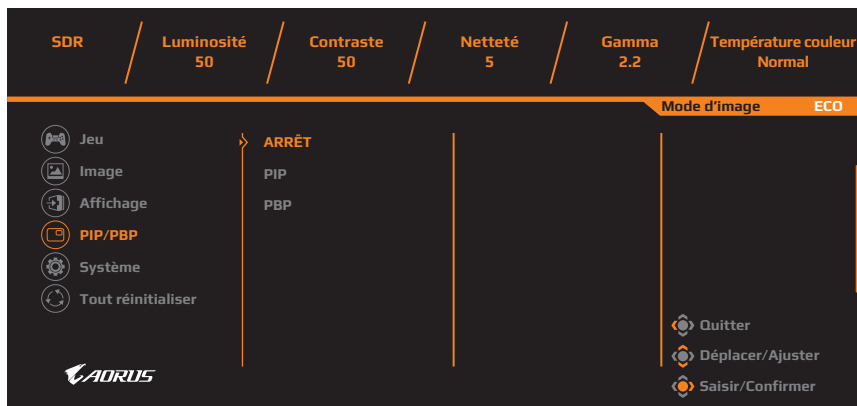 SDR
Luminosité
50
Contraste
50
Netteté
5
Gamma
2.2
Température couleur
Normal
Mode d'image ECO
Jeu
Image
Affichage
PIP/PBP
Système
Tout réinitialiser
ARRÊT
PIP
PBP
Quitter
Déplacer/Ajuster
Saisir/Confirmer
AORUS